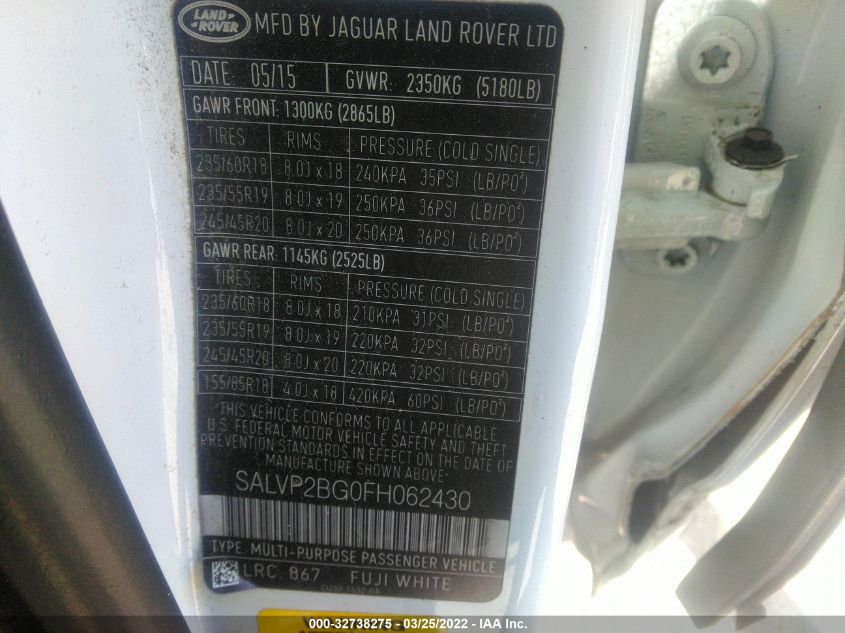 LAND ROVER MFD BY JAGUAR LAND ROVER LTD
DATE: 05/15 GVWR: 2350KG (5180LB)
GAWR FRONT: 1300KG (2865LB)
TIRES RIMS PRESSURE (COLD SINGLE)
235/60R18 8.0J x 18 240KPA 35PSI (LB/PO²)
235/55R19 8.0J x 19 250KPA 36PSI (LB/PO²)
245/45R20 8.0J x 20 250KPA 36PSI (LB/PO²)
GAWR REAR: 1145KG (2525LB)
TIRES RIMS PRESSURE (COLD SINGLE)
235/60R18 8.0J x 18 210KPA 31PSI (LB/PO²)
235/55R19 8.0J x 19 220KPA 32PSI (LB/PO²)
245/45R20 8.0J x 20 220KPA 32PSI (LB/PO²)
155/85R18 4.0J x 18 420KPA 60PSI (LB/PO²)
THIS VEHICLE CONFORMS TO ALL APPLICABLE
U.S. FEDERAL MOTOR VEHICLE SAFETY AND THEFT
PREVENTION STANDARDS IN EFFECT ON THE DATE OF
MANUFACTURE SHOWN ABOVE.
SALVP2BG0FH062430
TYPE: MULTI-PURPOSE PASSENGER VEHICLE
LRC: 867 FUJI WHITE
000-32738275 - 03/25/2022 - IAA Inc.